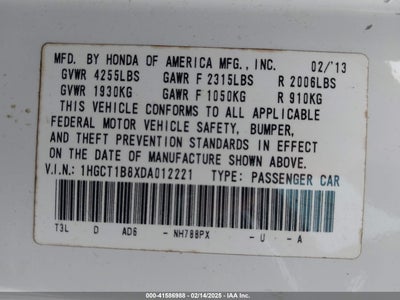 MFD. BY HONDA OF AMERICA MFG., INC. 02/'13
GVWR 4255LBS GAWR F 2315LBS R 2006LBS
GVWR 1930KG GAWR F 1050KG R 910KG
THIS VEHICLE CONFORMS TO ALL APPLICABLE
FEDERAL MOTOR VEHICLE SAFETY, BUMPER,
AND THEFT PREVENTION STANDARDS IN EFFECT
ON THE DATE OF MANUFACTURE SHOWN ABOVE.
V.I.N.: 1HGCT1B6XDA012221 TYPE: PASSENGER CAR
T3L D AD6 - NH788PX - U - A
000-41586988 - 02/14/2025 - IAA Inc.